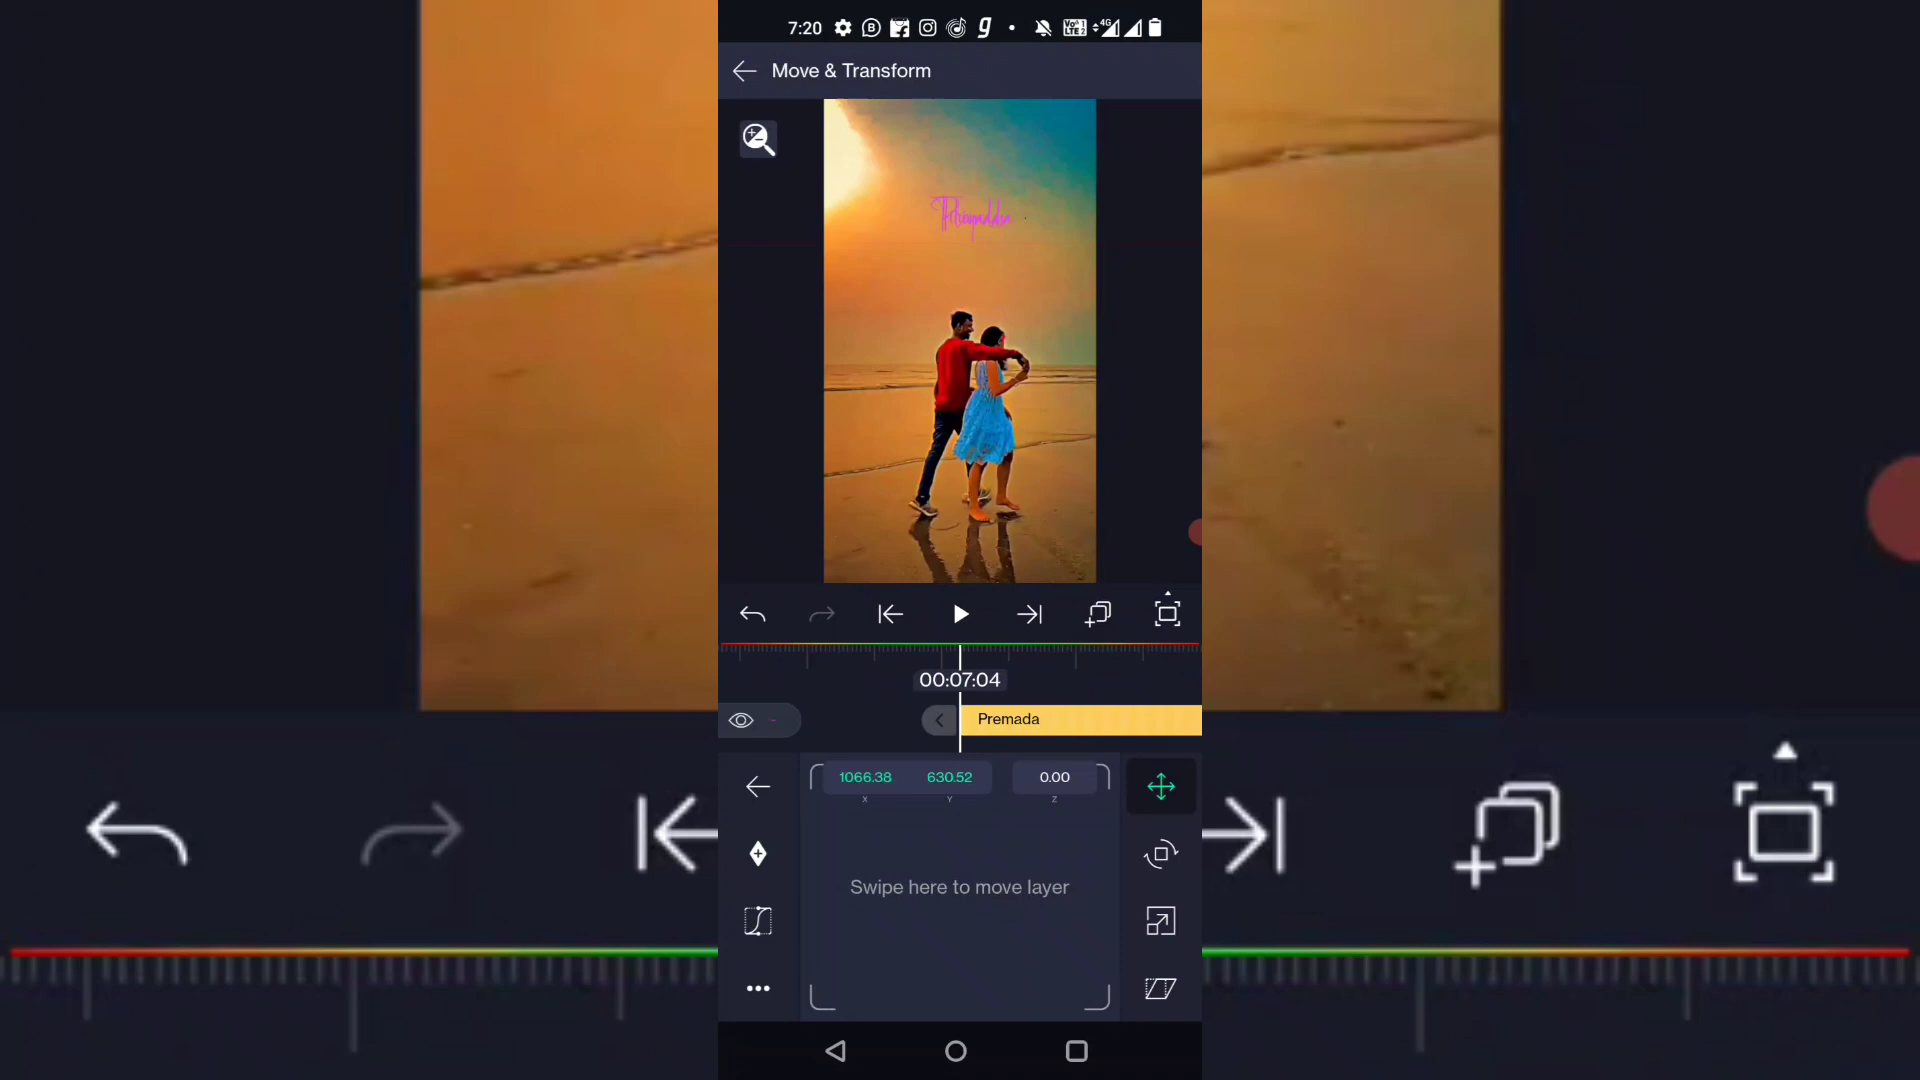 7:20
Move & Transform
00:07:04
Premada
1066.38 630.52 0.00
X Y Z
Swipe here to move layer